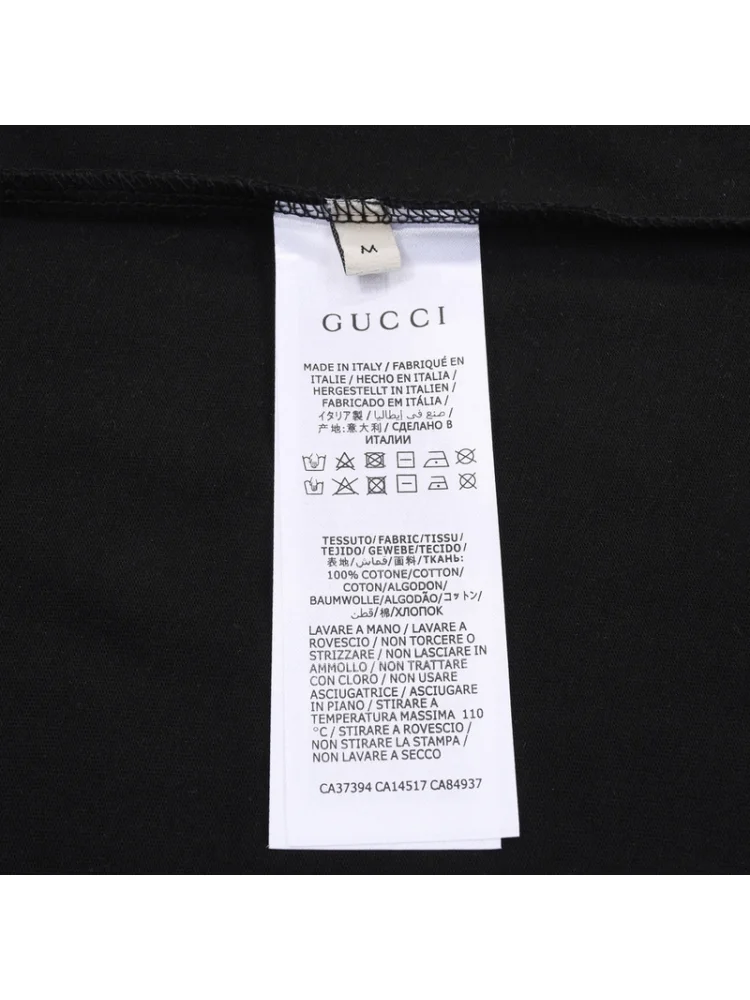 M
GUCCI
MADE IN ITALY / FABRIQUÉ EN
ITALIE / HECHO EN ITALIA /
HERGESTELLT IN ITALIEN /
FABRICADO EM ITÁLIA /
イタリア製 / صنع في إيطاليا /
产地:意大利 / СДЕЛАНО В
ИТАЛИИ
TESSUTO/ FABRIC/TISSU/
TEJIDO/ GEWEBE/TECIDO/
表地/قماش/面料/ТКАНЬ:
100% COTONE/COTTON/
COTON/ALGODON/
BAUMWOLLE/ALGODÃO/コットン/
قطن/棉/ХЛОПОК
LAVARE A MANO / LAVARE A
ROVESCIO / NON TORCERE O
STRIZZARE / NON LASCIARE IN
AMMOLLO / NON TRATTARE
CON CLORO / NON USARE
ASCIUGATRICE / ASCIUGARE
IN PIANO / STIRARE A
TEMPERATURA MASSIMA 110
°C / STIRARE A ROVESCIO /
NON STIRARE LA STAMPA /
NON LAVARE A SECCO
CA37394 CA14517 CA84937